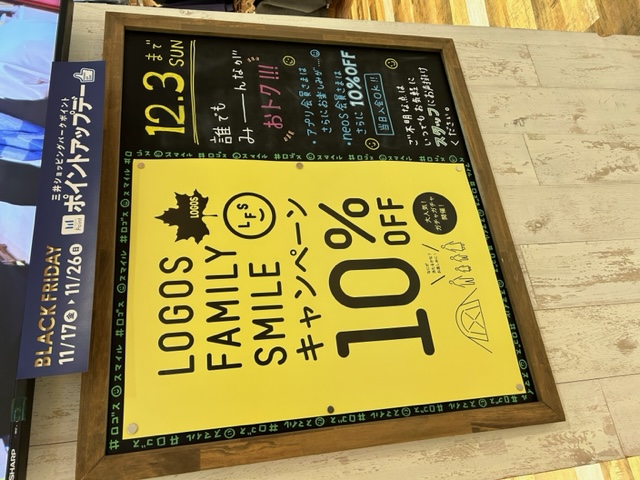 12.3 まで
SUN
誰でも
みーーんなが
おトク!!!
・アプリ会員さまは
さらにお楽しみが…
・neos会員さまは
さらに10%OFF
当日入会OK!!
ご不明な点は
いつでもお気軽に
スタッフにお声掛け
ください。
LOGOS
LOGOS
FAMILY
SMILE
LFS
キャンペーン
10%
OFF
大人気!
ガチャガチャ
開催!
#ロゴス #スマイル
三井ショッピングパークポイント
ポイントアップデー
BLACK FRIDAY
11/17金▶11/26日
SHARP